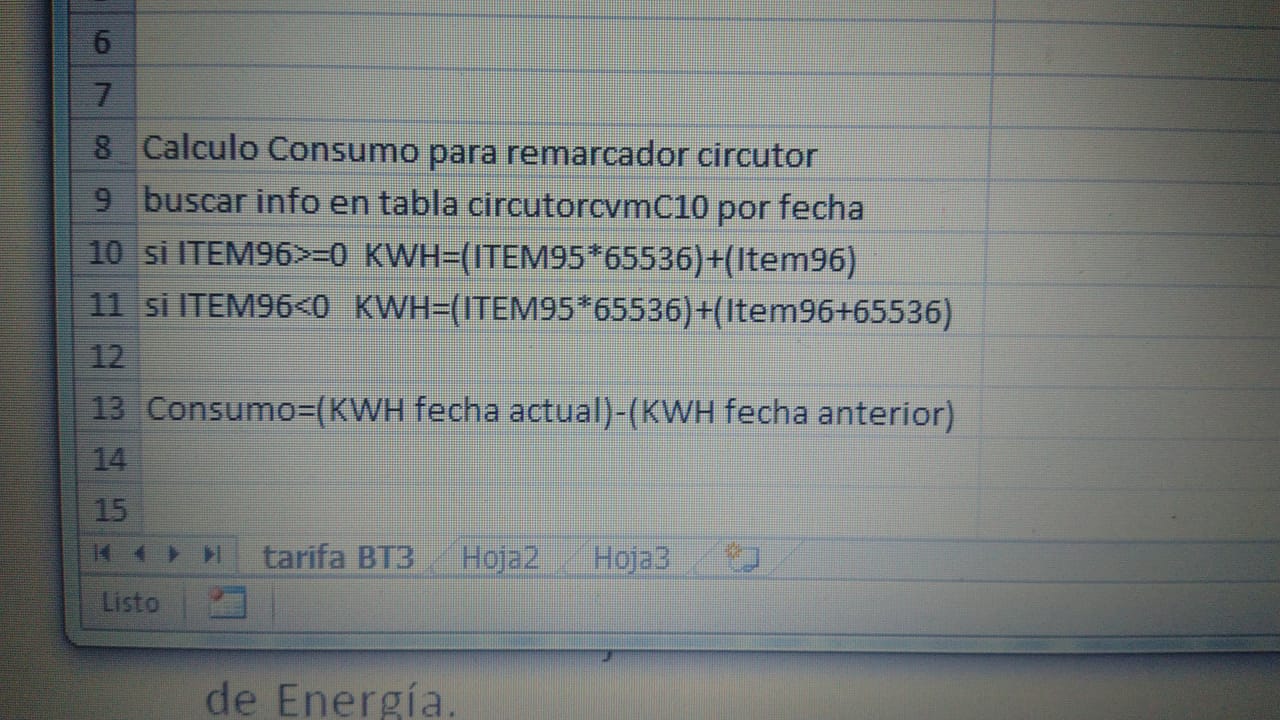 6
7
8 Calculo Consumo para remarcador circutor
9 buscar info en tabla circutorcvmC10 por fecha
10 si ITEM96>=0  KWH=(ITEM95*65536)+(Item96)
11 si ITEM96<0   KWH=(ITEM95*65536)+(Item96+65536)
12
13 Consumo=(KWH fecha actual)-(KWH fecha anterior)
14
15
tarifa BT3 Hoja2 Hoja3
Listo
de Energía.